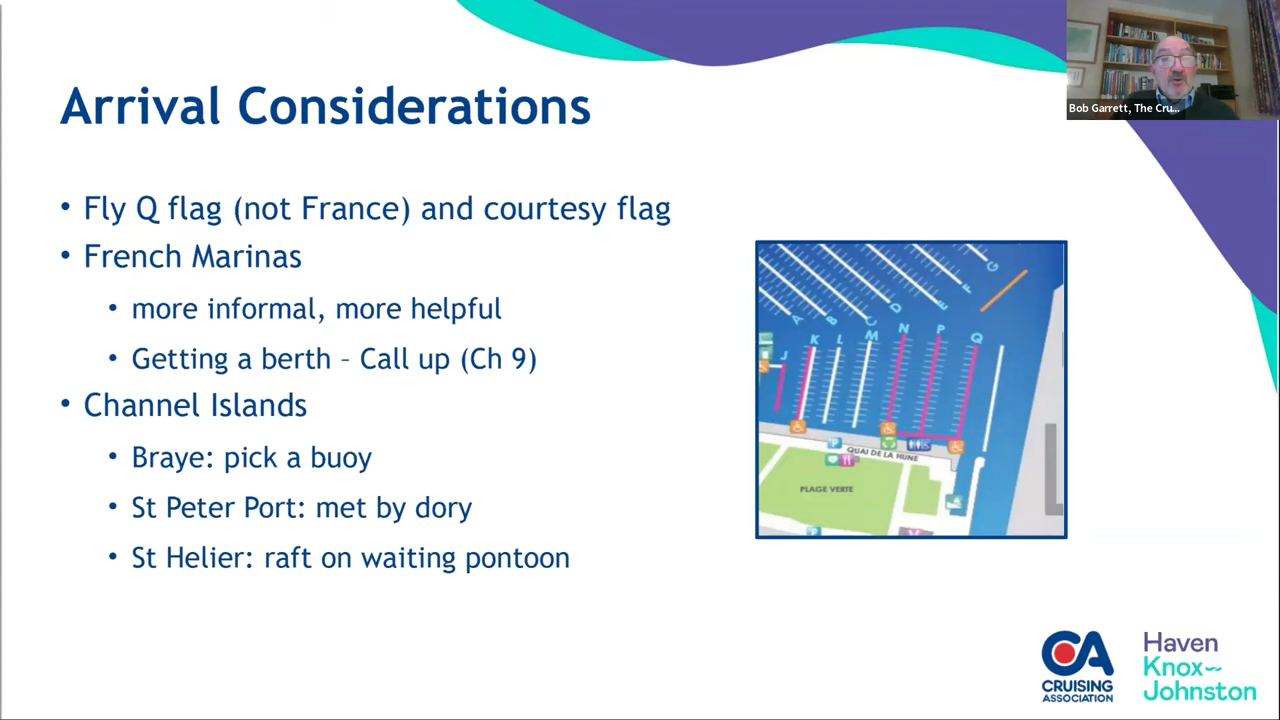 Bob Garrett, The Cru...
Arrival Considerations
• Fly Q flag (not France) and courtesy flag
• French Marinas
• more informal, more helpful
• Getting a berth – Call up (Ch 9)
• Channel Islands
• Braye: pick a buoy
• St Peter Port: met by dory
• St Helier: raft on waiting pontoon
A
B
C
D
E
F
G
J
K
L
M
N
P
Q
QUAI DE LA HUNE
PLAGE VERTE
P
P
CA
CRUISING
ASSOCIATION
Haven
Knox~
Johnston